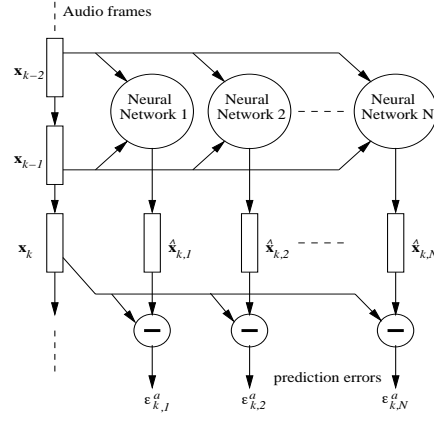 Audio frames
x_{k-2}
Neural Network 1
Neural Network 2
Neural Network N
x_{k-1}
x_k
x̂_{k,1}
x̂_{k,2}
x̂_{k,N}
prediction errors
ε^a_{k,1}
ε^a_{k,2}
ε^a_{k,N}